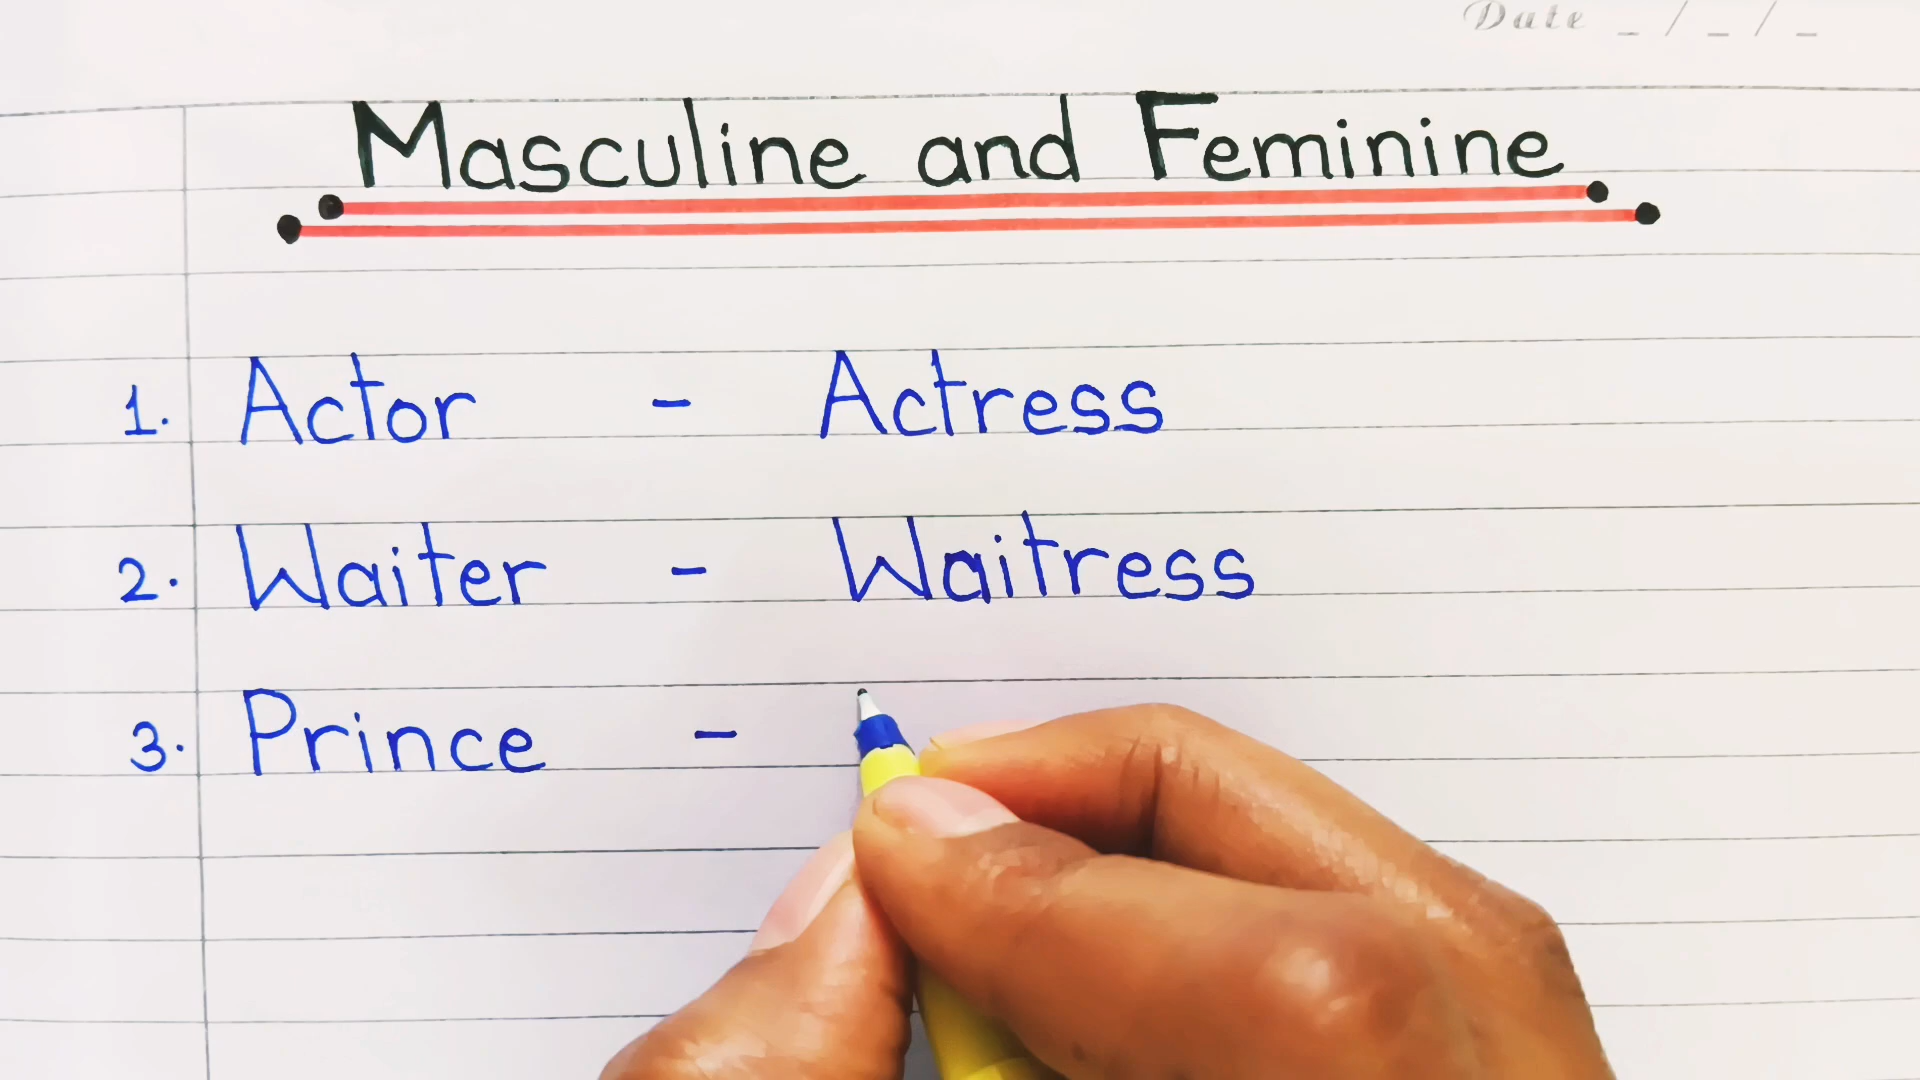 Date _ / _ / _
Masculine and Feminine
1. Actor - Actress
2. Waiter - Waitress
3. Prince -